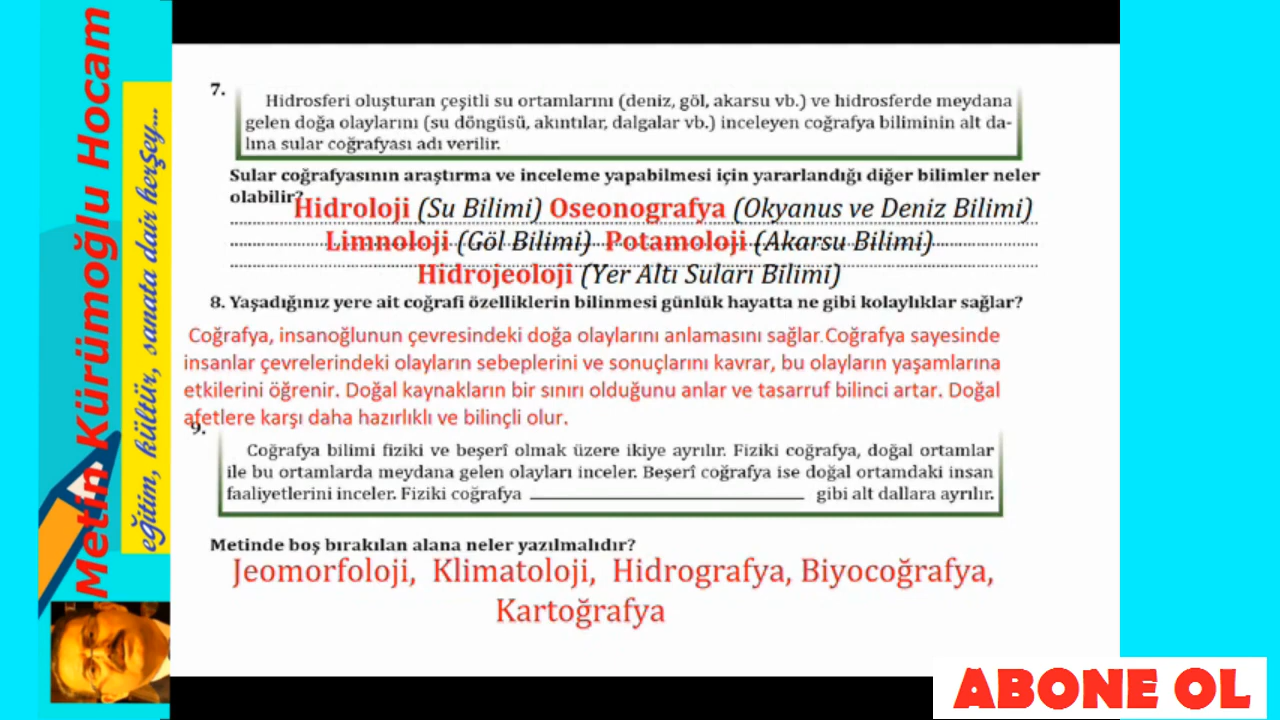 Metin Kürümoğlu Hocam
eğitim, kültür, sanata dair herşey...
7.
Hidrosferi oluşturan çeşitli su ortamlarını (deniz, göl, akarsu vb.) ve hidrosferde meydana
gelen doğa olaylarını (su döngüsü, akıntılar, dalgalar vb.) inceleyen coğrafya biliminin alt da-
lına sular coğrafyası adı verilir.
Sular coğrafyasının araştırma ve inceleme yapabilmesi için yararlandığı diğer bilimler neler
olabilir?
Hidroloji (Su Bilimi) Oseonografya (Okyanus ve Deniz Bilimi)
Limnoloji (Göl Bilimi) Potamoloji (Akarsu Bilimi)
Hidrojeoloji (Yer Altı Suları Bilimi)
8. Yaşadığınız yere ait coğrafi özelliklerin bilinmesi günlük hayatta ne gibi kolaylıklar sağlar?
Coğrafya, insanoğlunun çevresindeki doğa olaylarını anlamasını sağlar.Coğrafya sayesinde
insanlar çevrelerindeki olayların sebeplerini ve sonuçlarını kavrar, bu olayların yaşamlarına
etkilerini öğrenir. Doğal kaynakların bir sınırı olduğunu anlar ve tasarruf bilinci artar. Doğal
afetlere karşı daha hazırlıklı ve bilinçli olur.
9.
Coğrafya bilimi fiziki ve beşerî olmak üzere ikiye ayrılır. Fiziki coğrafya, doğal ortamlar
ile bu ortamlarda meydana gelen olayları inceler. Beşerî coğrafya ise doğal ortamdaki insan
faaliyetlerini inceler. Fiziki coğrafya ______________ gibi alt dallara ayrılır.
Metinde boş bırakılan alana neler yazılmalıdır?
Jeomorfoloji, Klimatoloji, Hidrografya, Biyocoğrafya,
Kartoğrafya
ABONE OL